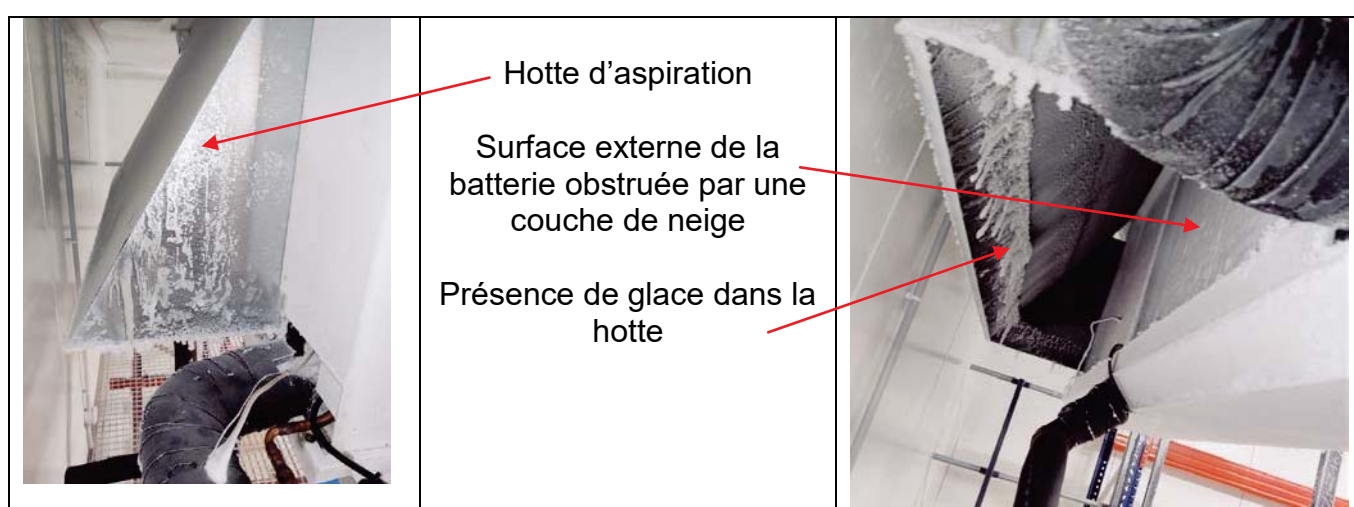 Hotte d’aspiration
Surface externe de la
batterie obstruée par une
couche de neige
Présence de glace dans la
hotte